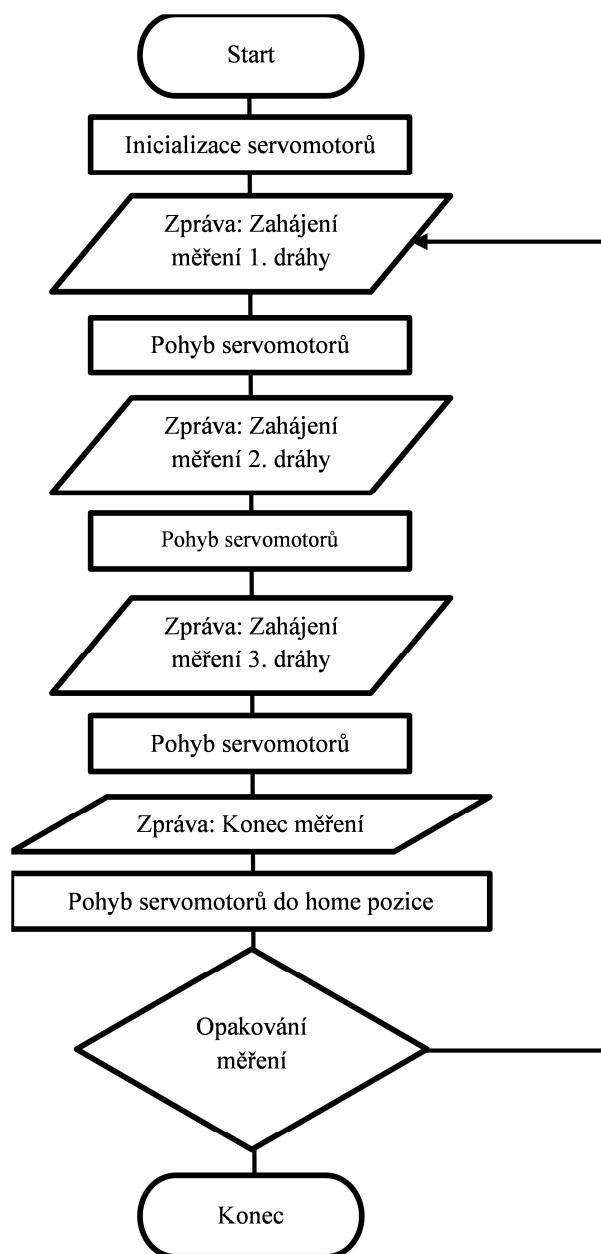 Start
Inicializace servomotorů
Zpráva: Zahájení
měření 1. dráhy
Pohyb servomotorů
Zpráva: Zahájení
měření 2. dráhy
Pohyb servomotorů
Zpráva: Zahájení
měření 3. dráhy
Pohyb servomotorů
Zpráva: Konec měření
Pohyb servomotorů do home pozice
Opakování
měření
Konec